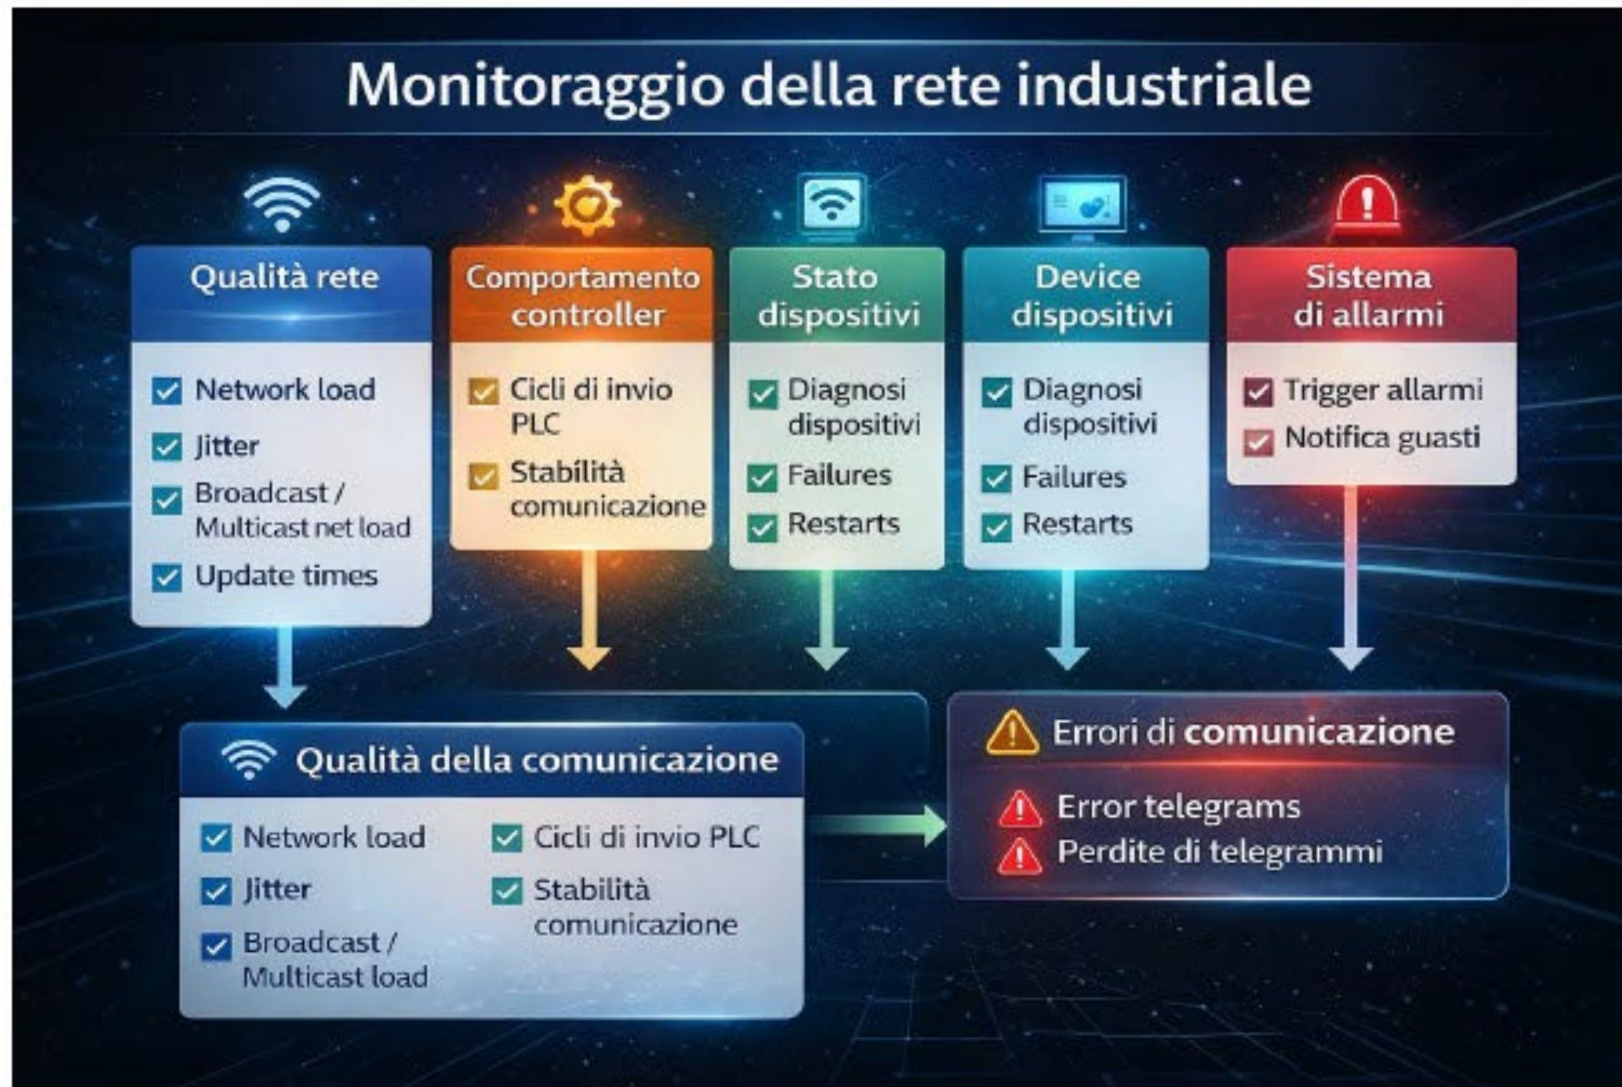 Monitoraggio della rete industriale
Qualità rete
Network load
Jitter
Broadcast /
Multicast net load
Update times
Comportamento
controller
Cicli di invio
PLC
Stabilità
comunicazione
Stato
dispositivi
Diagnosi
dispositivi
Failures
Restarts
Device
dispositivi
Diagnosi
dispositivi
Failures
Restarts
Sistema
di allarmi
Trigger allarmi
Notifica guasti
Qualità della comunicazione
Network load
Jitter
Broadcast /
Multicast load
Cicli di invio PLC
Stabilità
comunicazione
Errori di comunicazione
Error telegrams
Perdite di telegrammi